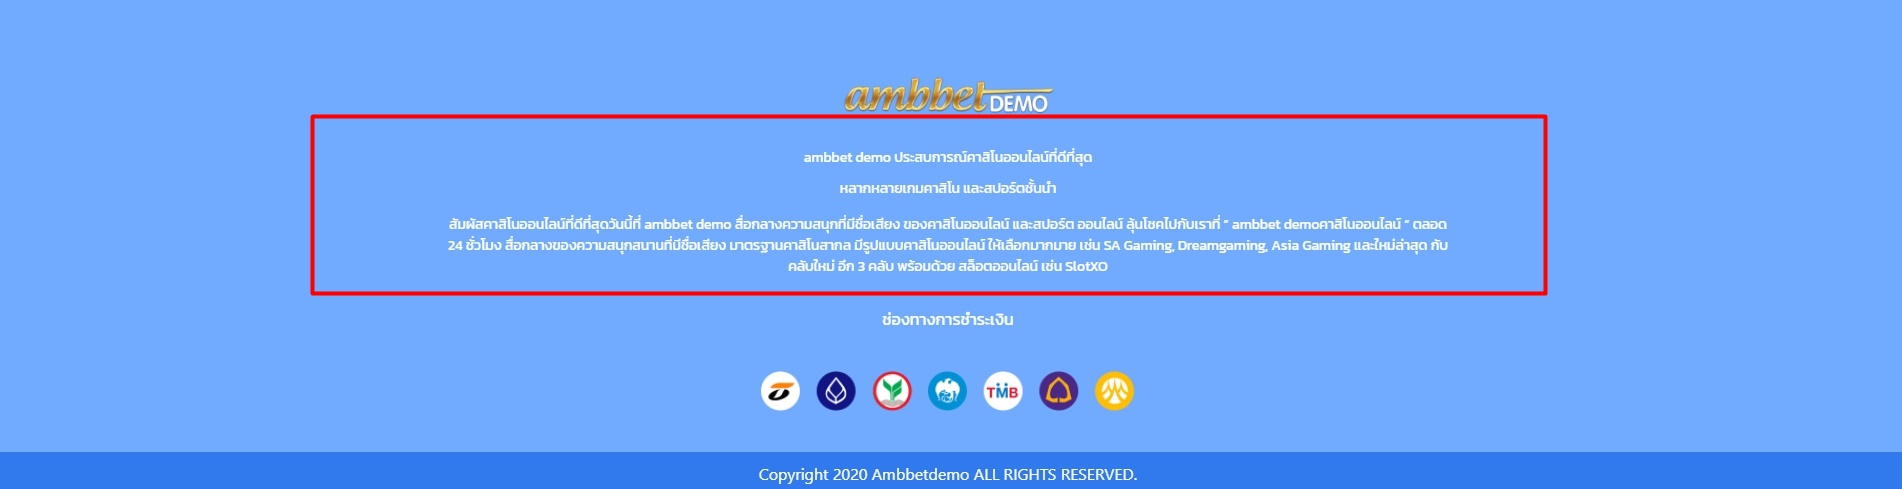 ambbet DEMO
ambbet demo ประสบการณ์คาสิโนออนไลน์ที่ดีที่สุด
หลากหลายเกมคาสิโน และสปอร์ตชั้นนำ
สัมผัสคาสิโนออนไลน์ที่ดีที่สุดวันนี้ที่ ambbet demo สื่อกลางความสนุกที่มีชื่อเสียง ของคาสิโนออนไลน์ และสปอร์ต ออนไลน์ ลุ้นโชคไปกับเราที่ “ ambbet demoคาสิโนออนไลน์ “ ตลอด
24 ชั่วโมง สื่อกลางของความสนุกสนานที่มีชื่อเสียง มาตรฐานคาสิโนสากล มีรูปแบบคาสิโนออนไลน์ ให้เลือกมากมาย เช่น SA Gaming, Dreamgaming, Asia Gaming และใหม่ล่าสุด กับ
คลับใหม่ อีก 3 คลับ พร้อมด้วย สล็อตออนไลน์ เช่น SlotXO
ช่องทางการชำระเงิน
TMB
Copyright 2020 Ambbetdemo ALL RIGHTS RESERVED.